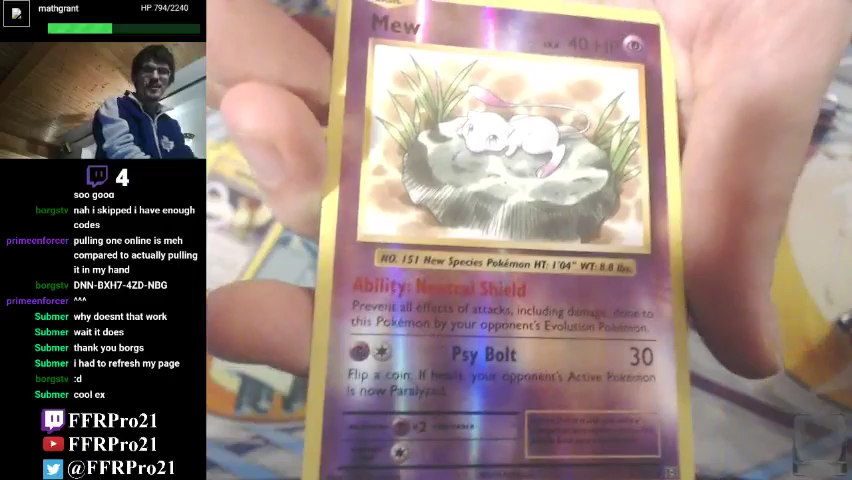 mathgrant
HP 794/2240
4
soo good
borgstv nah i skipped i have enough
codes
primeenforcer pulling one online is meh
compared to actually pulling
it in my hand
borgstv DNN-BXH7-4ZD-NBG
primeenforcer ^^^
Submer why doesnt that work
Submer wait it does
Submer thank you borgs
Submer i had to refresh my page
borgstv :d
Submer cool ex
FFRPro21
FFRPro21
@FFRPro21
Mew
40 HP
NO. 151 New Species Pokémon HT: 1'04" WT: 8.8 lbs.
Ability: Neutral Shield
Prevent all effects of attacks, including damage, done to
this Pokémon by your opponent's Evolution Pokémon.
Psy Bolt 30
Flip a coin. If heads, your opponent's Active Pokémon
is now Paralyzed.
×2